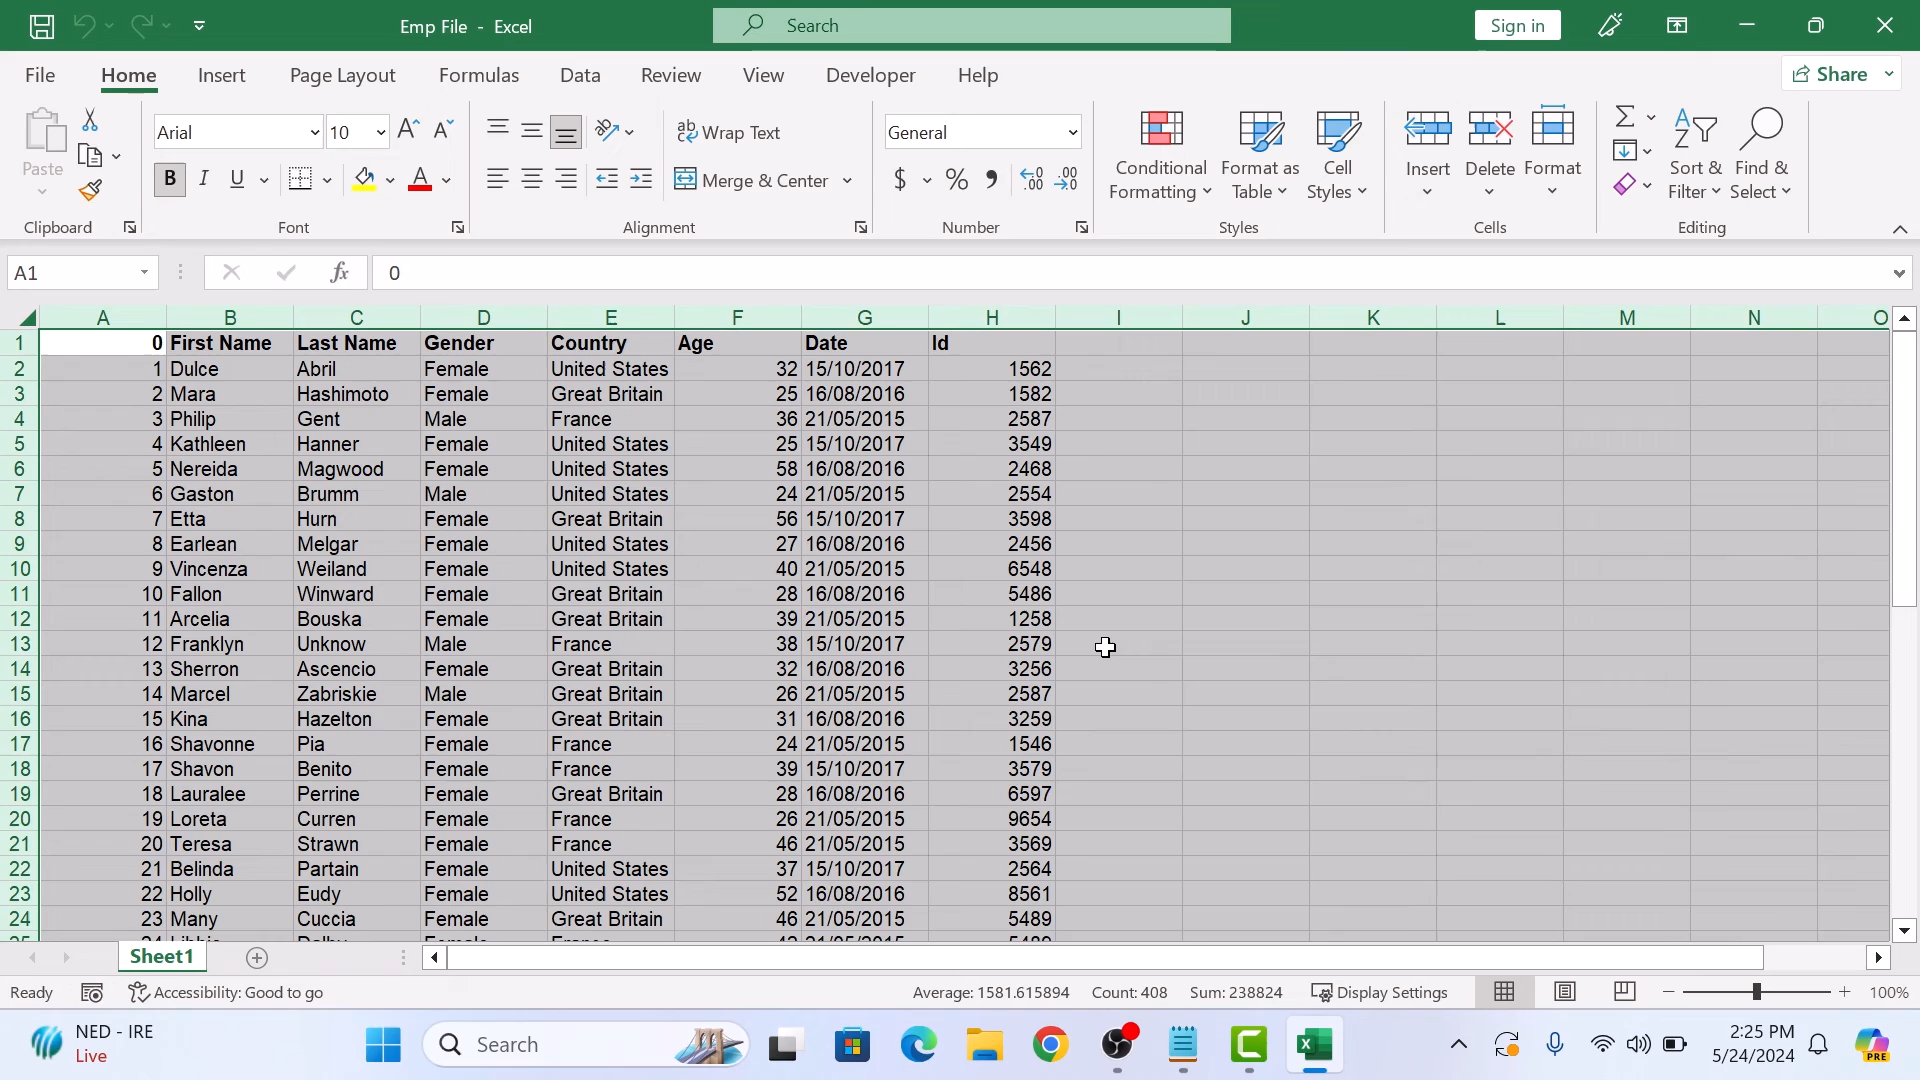 Emp File - Excel
Search
Sign in
File Home Insert Page Layout Formulas Data Review View Developer Help
Share
Paste
Arial 10
Wrap Text
General
B I U
Merge & Center
$ % 9
Conditional Formatting
Format as Table
Cell Styles
Insert Delete Format
Sort & Filter
Find & Select
Clipboard Font Alignment Number Styles Cells Editing
A1 fx 0
A B C D E F G H I J K L M N O
1 0 First Name Last Name Gender Country Age Date Id
2 1 Dulce Abril Female United States 32 15/10/2017 1562
3 2 Mara Hashimoto Female Great Britain 25 16/08/2016 1582
4 3 Philip Gent Male France 36 21/05/2015 2587
5 4 Kathleen Hanner Female United States 25 15/10/2017 3549
6 5 Nereida Magwood Female United States 58 16/08/2016 2468
7 6 Gaston Brumm Male United States 24 21/05/2015 2554
8 7 Etta Hurn Female Great Britain 56 15/10/2017 3598
9 8 Earlean Melgar Female United States 27 16/08/2016 2456
10 9 Vincenza Weiland Female United States 40 21/05/2015 6548
11 10 Fallon Winward Female Great Britain 28 16/08/2016 5486
12 11 Arcelia Bouska Female Great Britain 39 21/05/2015 1258
13 12 Franklyn Unknow Male France 38 15/10/2017 2579
14 13 Sherron Ascencio Female Great Britain 32 16/08/2016 3256
15 14 Marcel Zabriskie Male Great Britain 26 21/05/2015 2587
16 15 Kina Hazelton Female Great Britain 31 16/08/2016 3259
17 16 Shavonne Pia Female France 24 21/05/2015 1546
18 17 Shavon Benito Female France 39 15/10/2017 3579
19 18 Lauralee Perrine Female Great Britain 28 16/08/2016 6597
20 19 Loreta Curren Female France 26 21/05/2015 9654
21 20 Teresa Strawn Female France 46 21/05/2015 3569
22 21 Belinda Partain Female United States 37 15/10/2017 2564
23 22 Holly Eudy Female United States 52 16/08/2016 8561
24 23 Many Cuccia Female Great Britain 46 21/05/2015 5489
Sheet1
Ready Accessibility: Good to go Average: 1581.615894 Count: 408 Sum: 238824 Display Settings 100%
NED - IRE
Live
Search
2:25 PM
5/24/2024
PRE